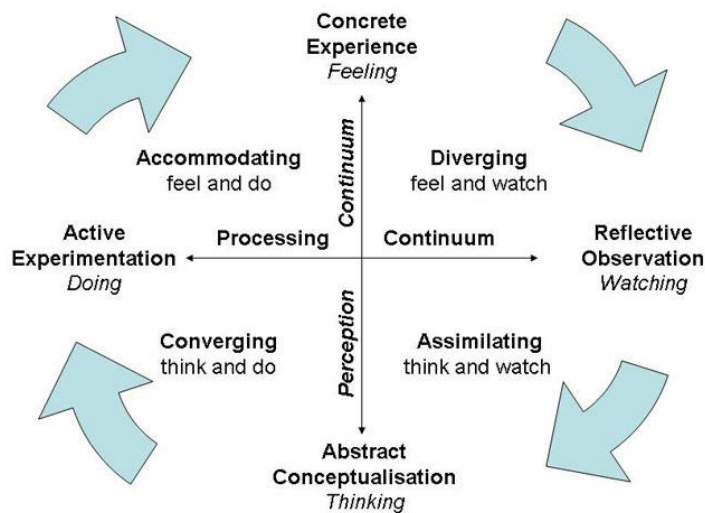 Concrete
Experience
Feeling
Continuum
Accommodating
feel and do
Diverging
feel and watch
Active
Experimentation
Doing
Processing
Continuum
Reflective
Observation
Watching
Perception
Converging
think and do
Assimilating
think and watch
Abstract
Conceptualisation
Thinking